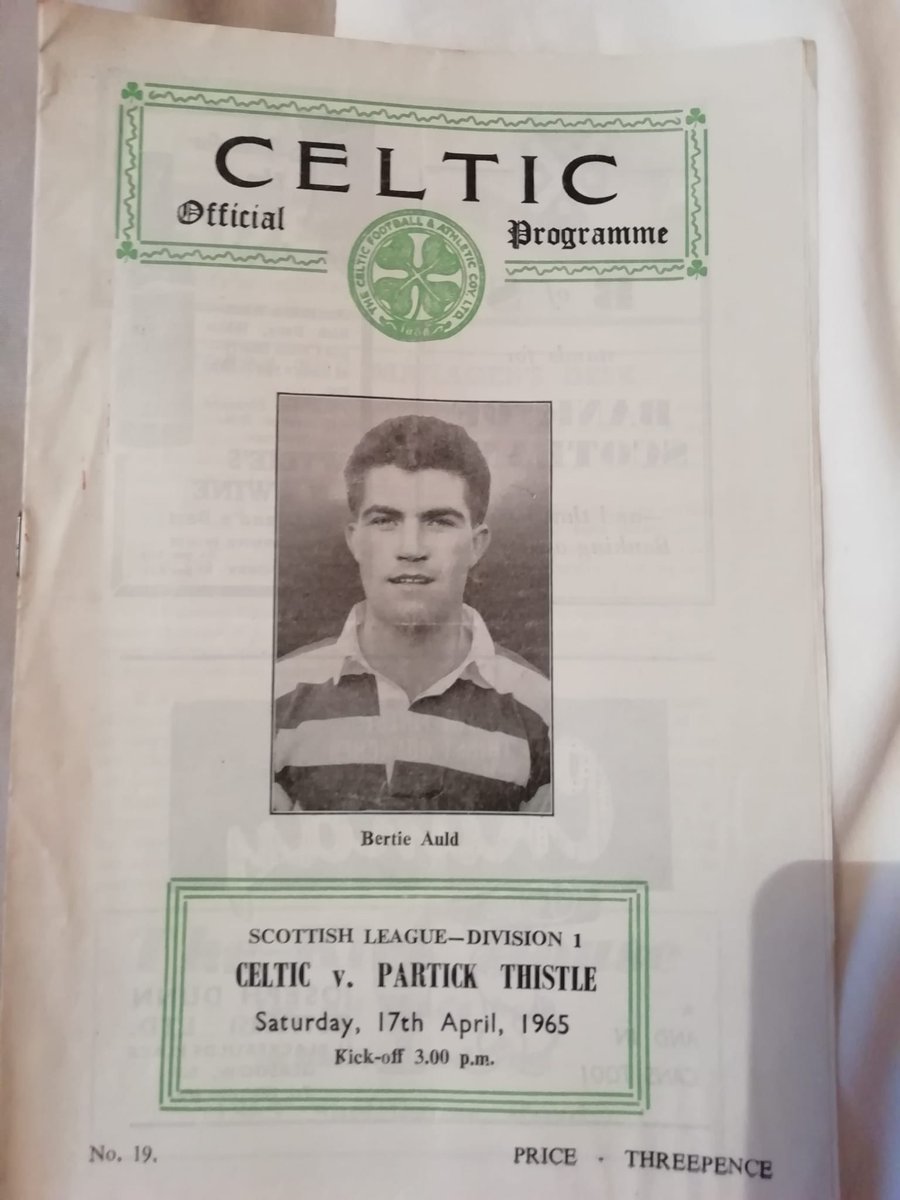 CELTIC
Official Programme
THE CELTIC FOOTBALL & ATHLETIC COY. LTD.
1888
Bertie Auld
SCOTTISH LEAGUE—DIVISION 1
CELTIC v. PARTICK THISTLE
Saturday, 17th April, 1965
Kick-off 3.00 p.m.
No. 19.
PRICE · THREEPENCE